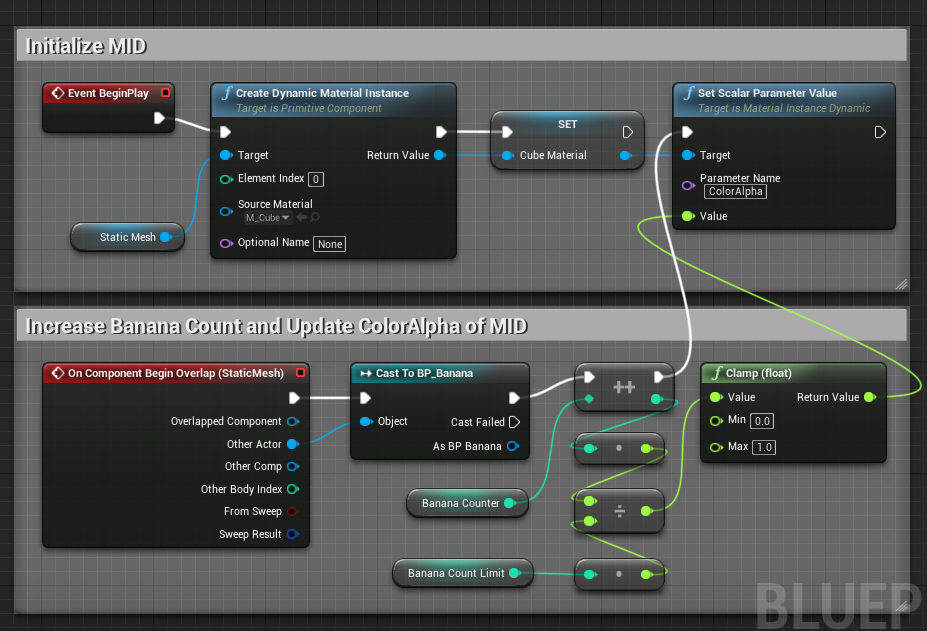 Initialize MID
Event BeginPlay
Create Dynamic Material Instance
Target is Primitive Component
Target
Return Value
Element Index 0
Source Material
M_Cube
Optional Name None
Static Mesh
SET
Cube Material
Set Scalar Parameter Value
Target is Material Instance Dynamic
Target
Parameter Name
ColorAlpha
Value
Increase Banana Count and Update ColorAlpha of MID
On Component Begin Overlap (StaticMesh)
Overlapped Component
Other Actor
Other Comp
Other Body Index
From Sweep
Sweep Result
Cast To BP_Banana
Object
Cast Failed
As BP Banana
Banana Counter
Banana Count Limit
++
÷
Clamp (float)
Value
Return Value
Min 0.0
Max 1.0
BLUEP